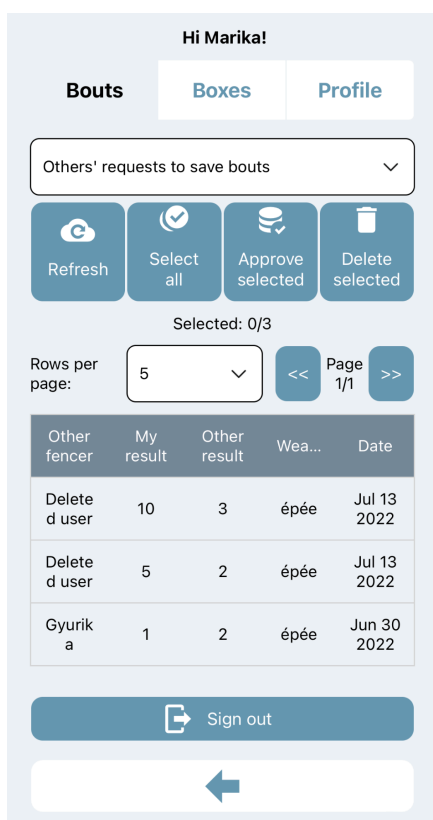 Hi Marika!
Bouts Boxes Profile
Others' requests to save bouts
Refresh
Select
all
Approve
selected
Delete
selected
Selected: 0/3
Rows per
page:
5
<<
Page
1/1
>>
Other
fencer
My
result
Other
result
Wea...
Date
Delete
d user
10
3
épée
Jul 13
2022
Delete
d user
5
2
épée
Jul 13
2022
Gyurik
a
1
2
épée
Jun 30
2022
Sign out